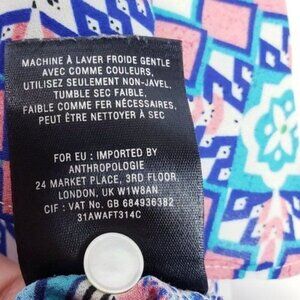 MACHINE À LAVER FROIDE GENTLE
AVEC COMME COULEURS,
UTILISEZ SEULEMENT NON-JAVEL,
TUMBLE SEC FAIBLE,
FAIBLE COMME FER NÉCESSAIRES,
PEUT ÊTRE NETTOYER À SEC
FOR EU : IMPORTED BY
ANTHROPOLOGIE
24 MARKET PLACE, 3RD FLOOR,
LONDON, UK W1W8AN
CIF : VAT No. GB 684936382
31AWAFT314C